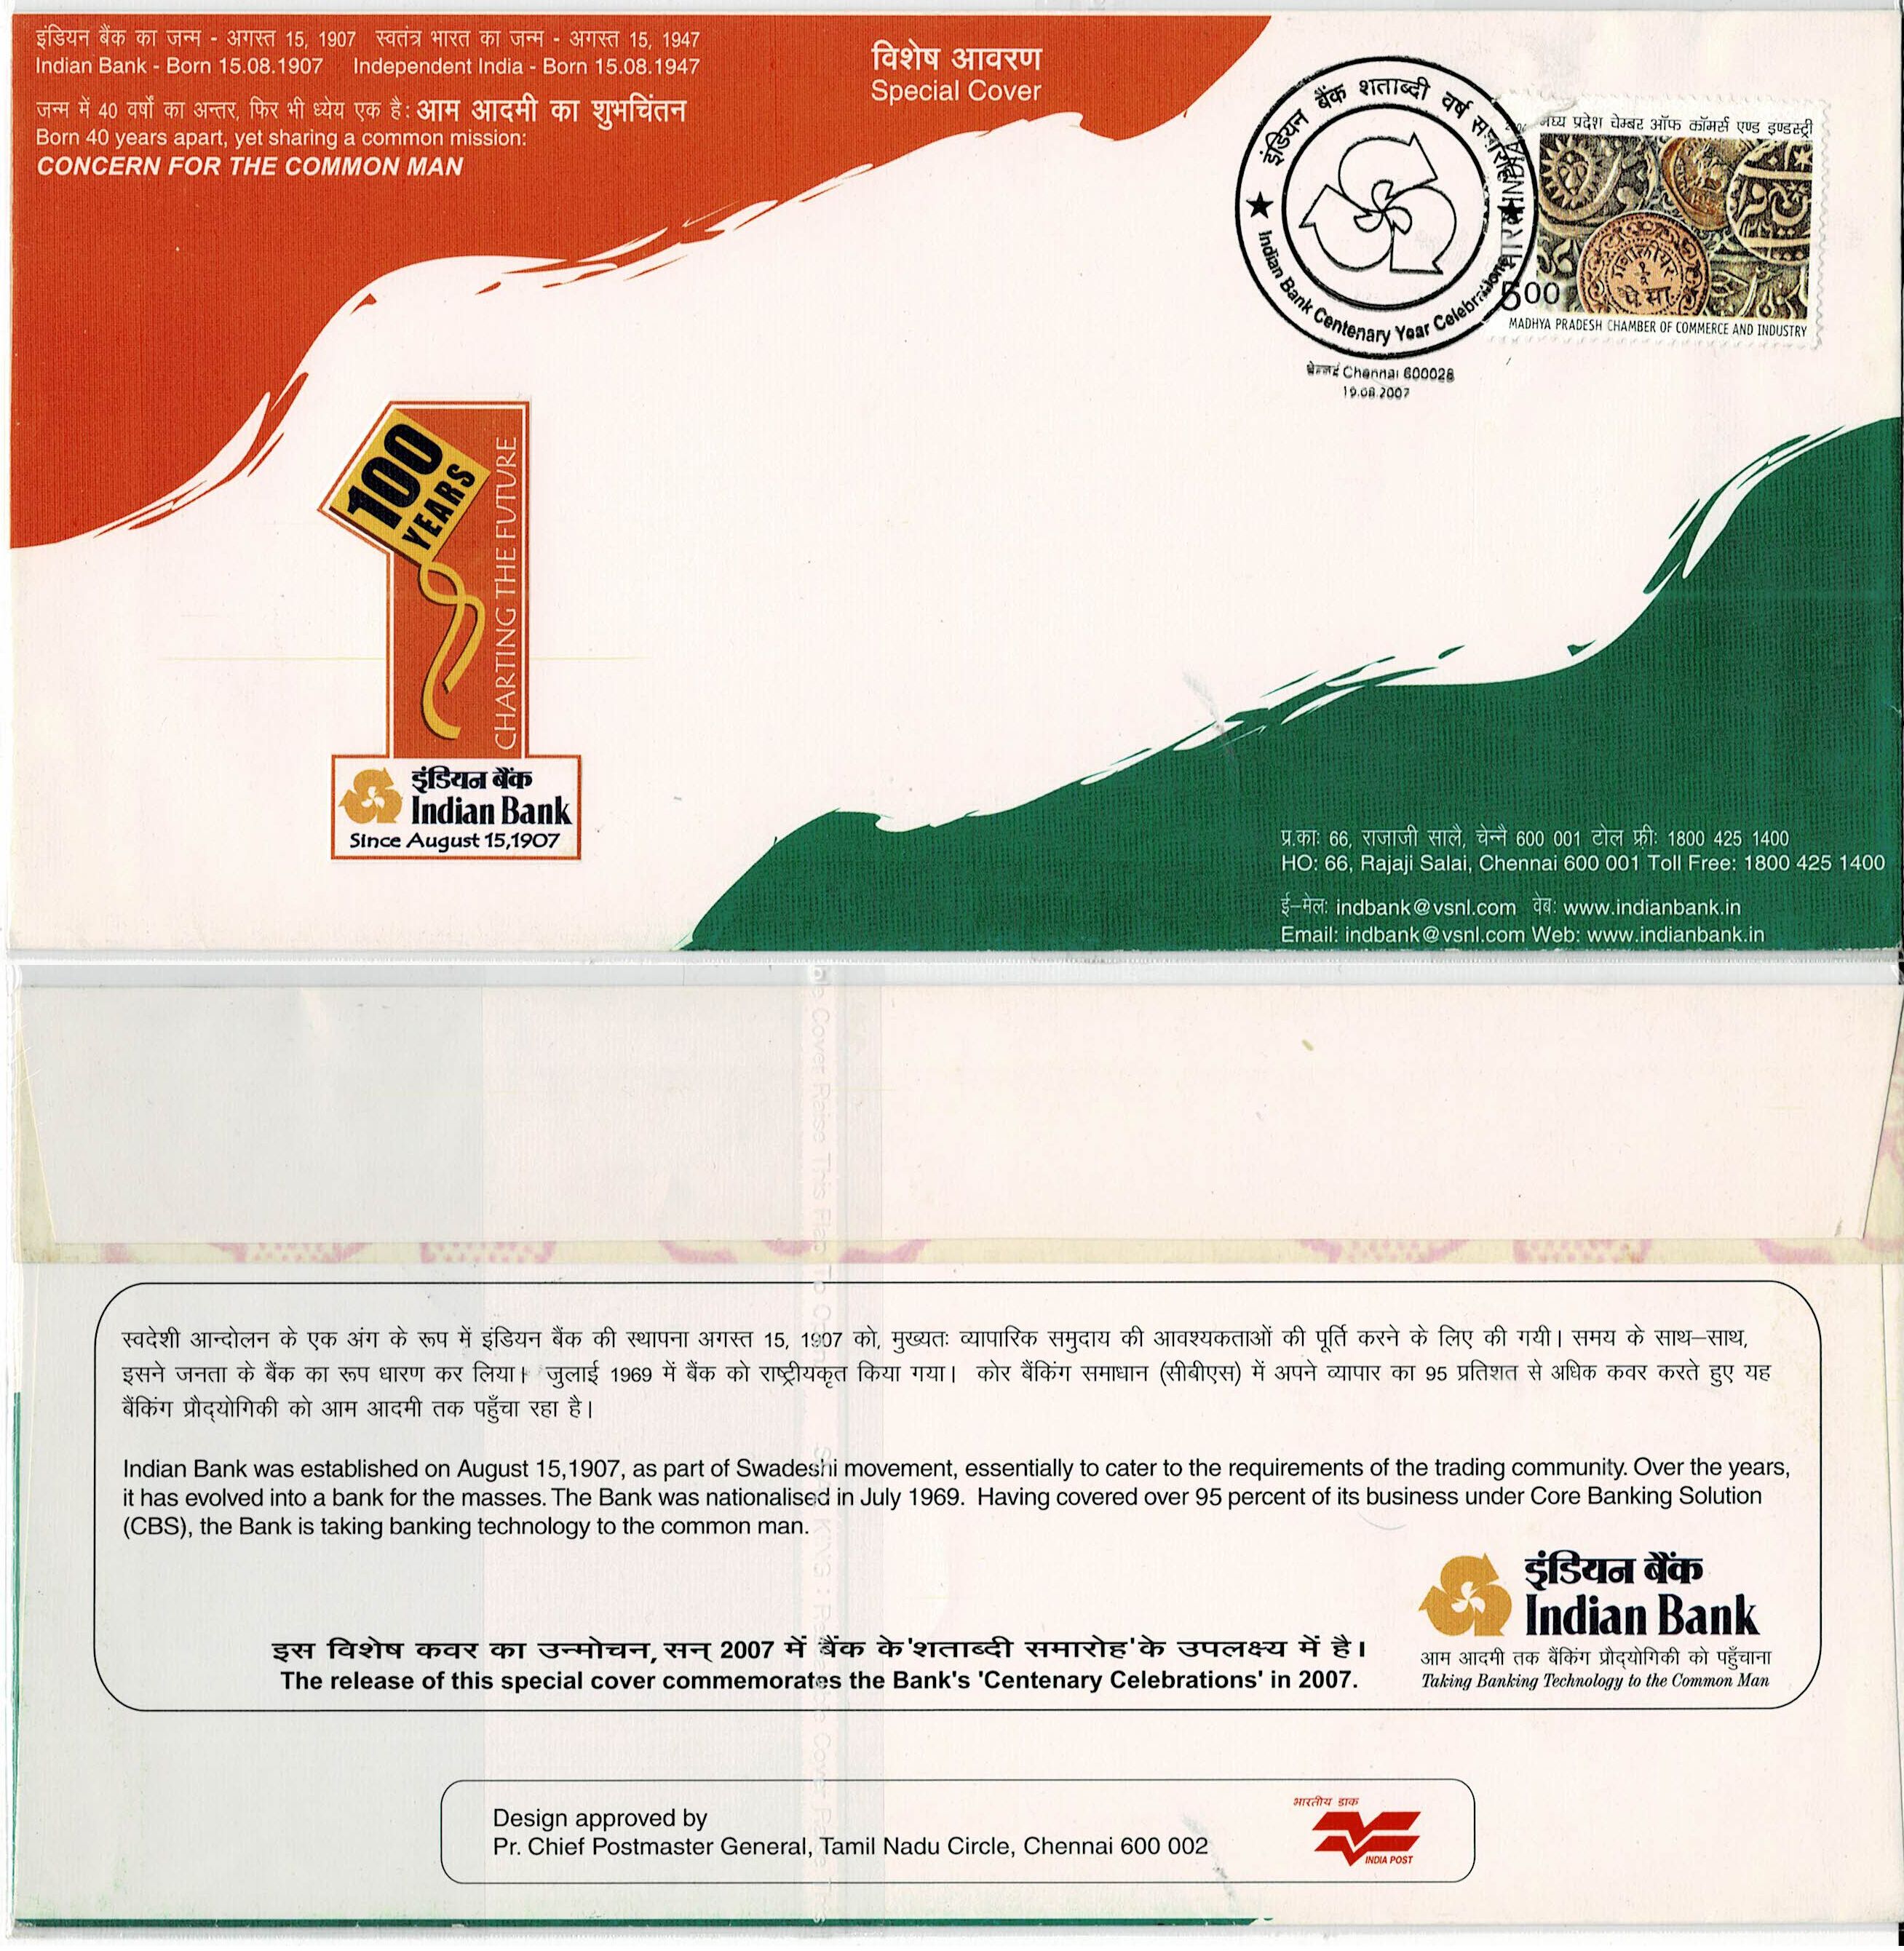 इंडियन बैंक का जन्म - अगस्त 15, 1907 स्वतंत्र भारत का जन्म - अगस्त 15, 1947
Indian Bank - Born 15.08.1907 Independent India - Born 15.08.1947
जन्म में 40 वर्षों का अन्तर, फिर भी ध्येय एक है: आम आदमी का शुभचिंतन
Born 40 years apart, yet sharing a common mission:
CONCERN FOR THE COMMON MAN
विशेष आवरण
Special Cover
इंडियन बैंक शताब्दी वर्ष समारोह
Indian Bank Centenary Year Celebrations
चेन्नई Chennai 600028
19.08.2007
मध्य प्रदेश चेम्बर ऑफ कॉमर्स एण्ड इण्डस्ट्री
भारत INDIA
ग्वालियर
पै सा
500
MADHYA PRADESH CHAMBER OF COMMERCE AND INDUSTRY
100
YEARS
CHARTING THE FUTURE
इंडियन बैंक
Indian Bank
Since August 15,1907
प्र.का: 66, राजाजी सालै, चेन्नै 600 001 टोल फ्री: 1800 425 1400
HO: 66, Rajaji Salai, Chennai 600 001 Toll Free: 1800 425 1400
ई-मेल: indbank@vsnl.com वेब: www.indianbank.in
Email: indbank@vsnl.com Web: www.indianbank.in
स्वदेशी आन्दोलन के एक अंग के रूप में इंडियन बैंक की स्थापना अगस्त 15, 1907 को, मुख्यतः व्यापारिक समुदाय की आवश्यकताओं की पूर्ति करने के लिए की गयी। समय के साथ-साथ,
इसने जनता के बैंक का रूप धारण कर लिया। जुलाई 1969 में बैंक को राष्ट्रीयकृत किया गया। कोर बैंकिंग समाधान (सीबीएस) में अपने व्यापार का 95 प्रतिशत से अधिक कवर करते हुए यह
बैंकिंग प्रौद्योगिकी को आम आदमी तक पहुँचा रहा है।
Indian Bank was established on August 15,1907, as part of Swadeshi movement, essentially to cater to the requirements of the trading community. Over the years,
it has evolved into a bank for the masses. The Bank was nationalised in July 1969. Having covered over 95 percent of its business under Core Banking Solution
(CBS), the Bank is taking banking technology to the common man.
इंडियन बैंक
Indian Bank
आम आदमी तक बैंकिंग प्रौद्योगिकी को पहुँचाना
Taking Banking Technology to the Common Man
इस विशेष कवर का उन्मोचन, सन् 2007 में बैंक के 'शताब्दी समारोह' के उपलक्ष्य में है।
The release of this special cover commemorates the Bank's 'Centenary Celebrations' in 2007.
Design approved by
Pr. Chief Postmaster General, Tamil Nadu Circle, Chennai 600 002
भारतीय डाक
INDIA POST